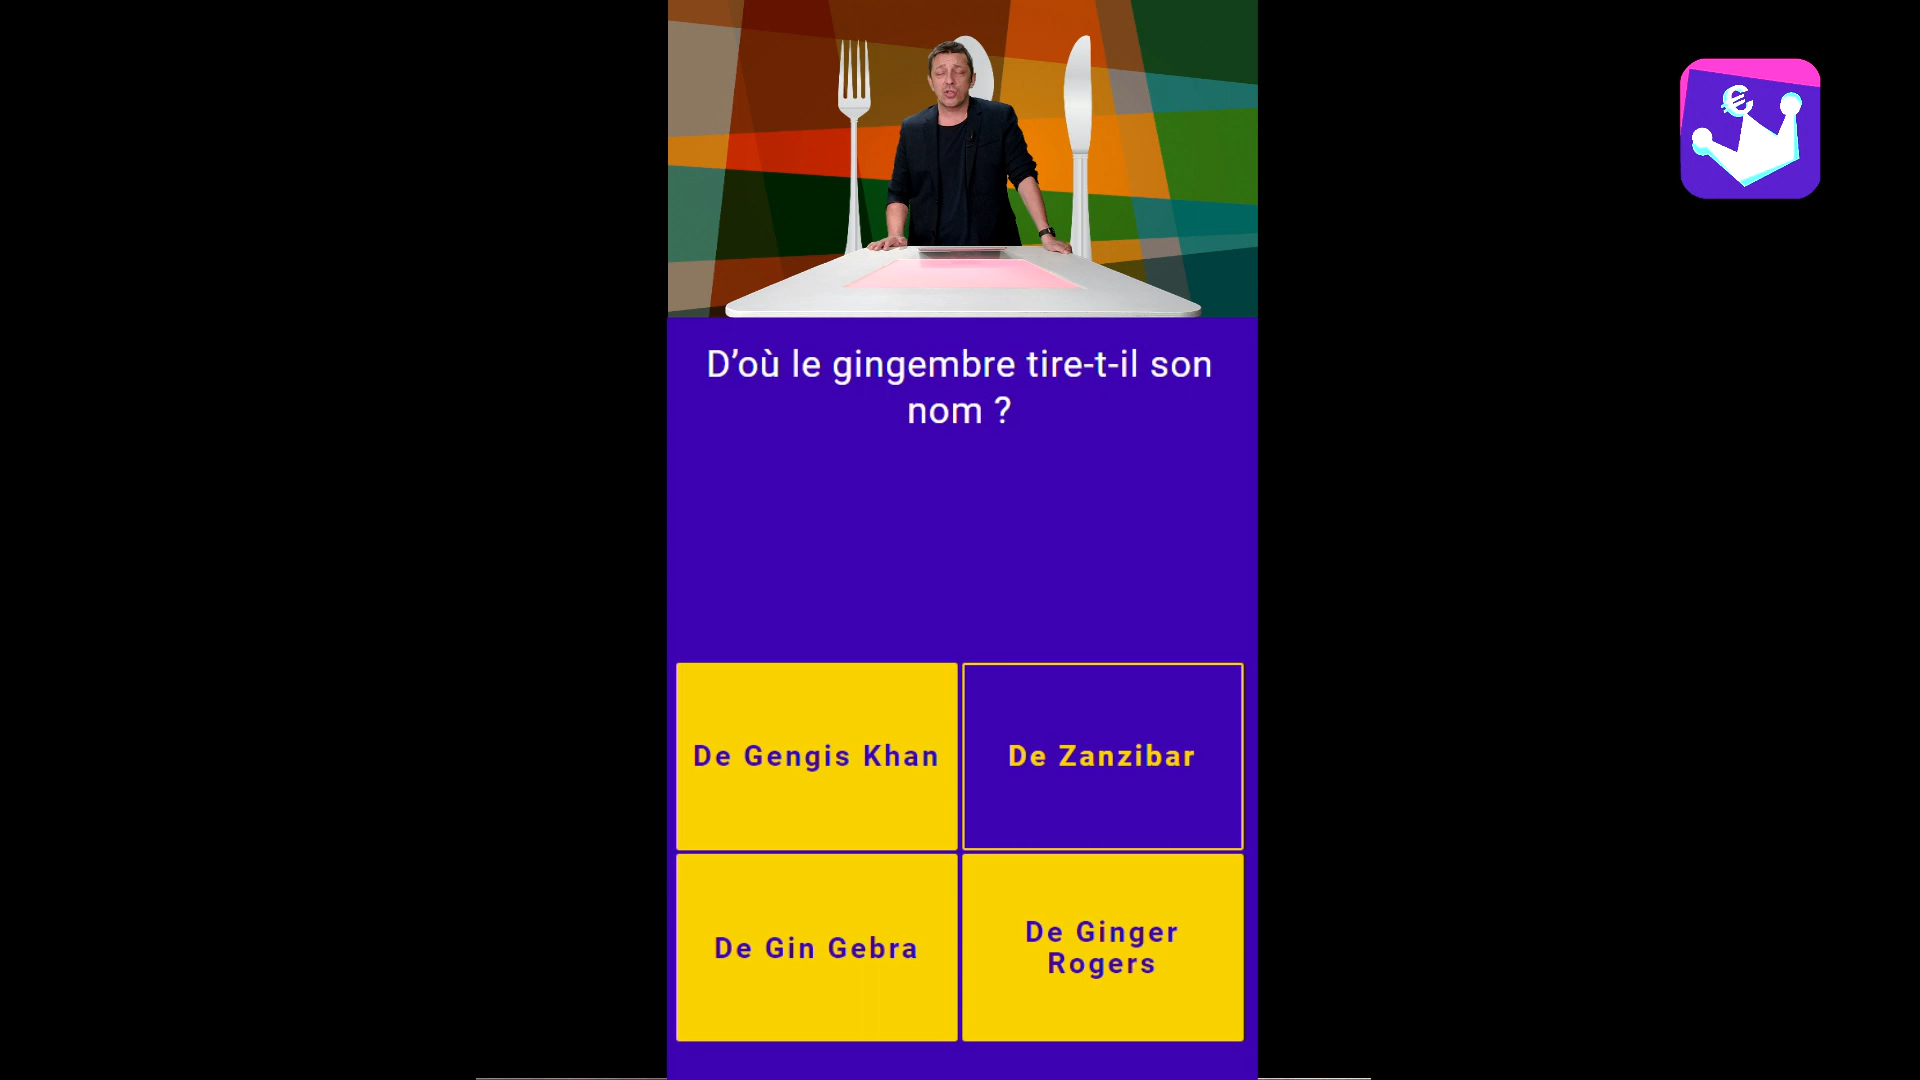 D’où le gingembre tire-t-il son
nom ?
De Gengis Khan
De Zanzibar
De Gin Gebra
De Ginger
Rogers
€